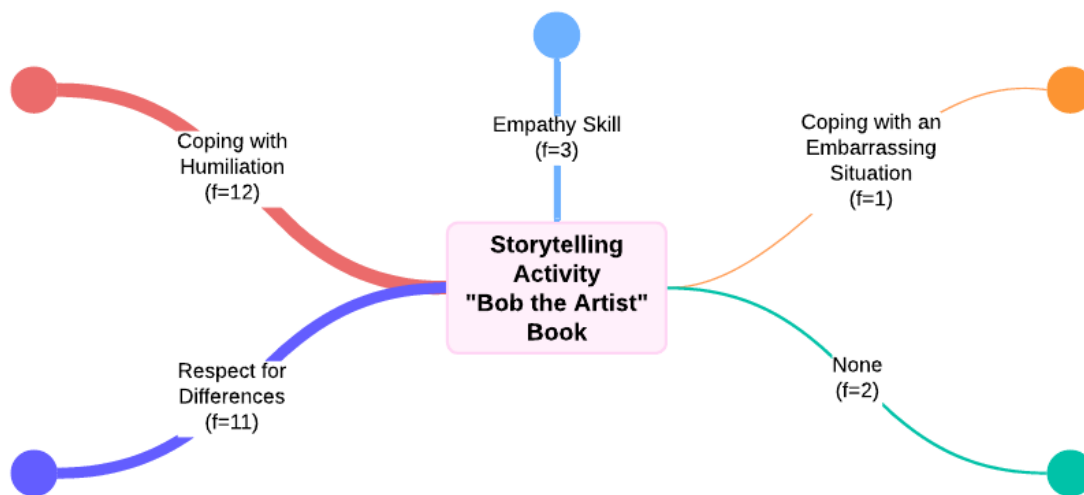 Empathy Skill
(f=3)
Coping with
Humiliation
(f=12)
Coping with an
Embarrassing
Situation
(f=1)
Storytelling
Activity
"Bob the Artist"
Book
Respect for
Differences
(f=11)
None
(f=2)